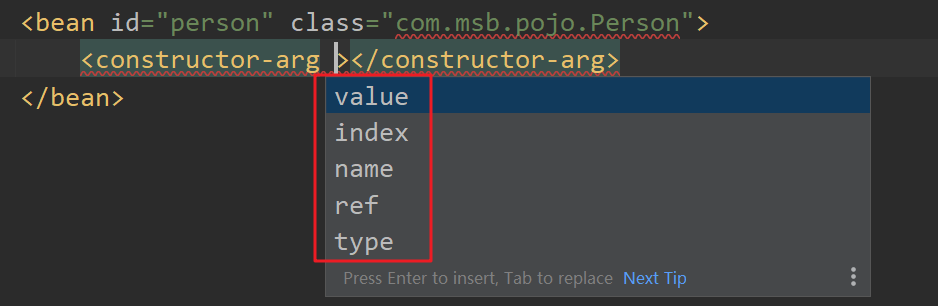 <bean id="person" class="com.msb.pojo.Person">
<constructor-arg ></constructor-arg>
</bean>
value
index
name
ref
type
Press Enter to insert, Tab to replace Next Tip